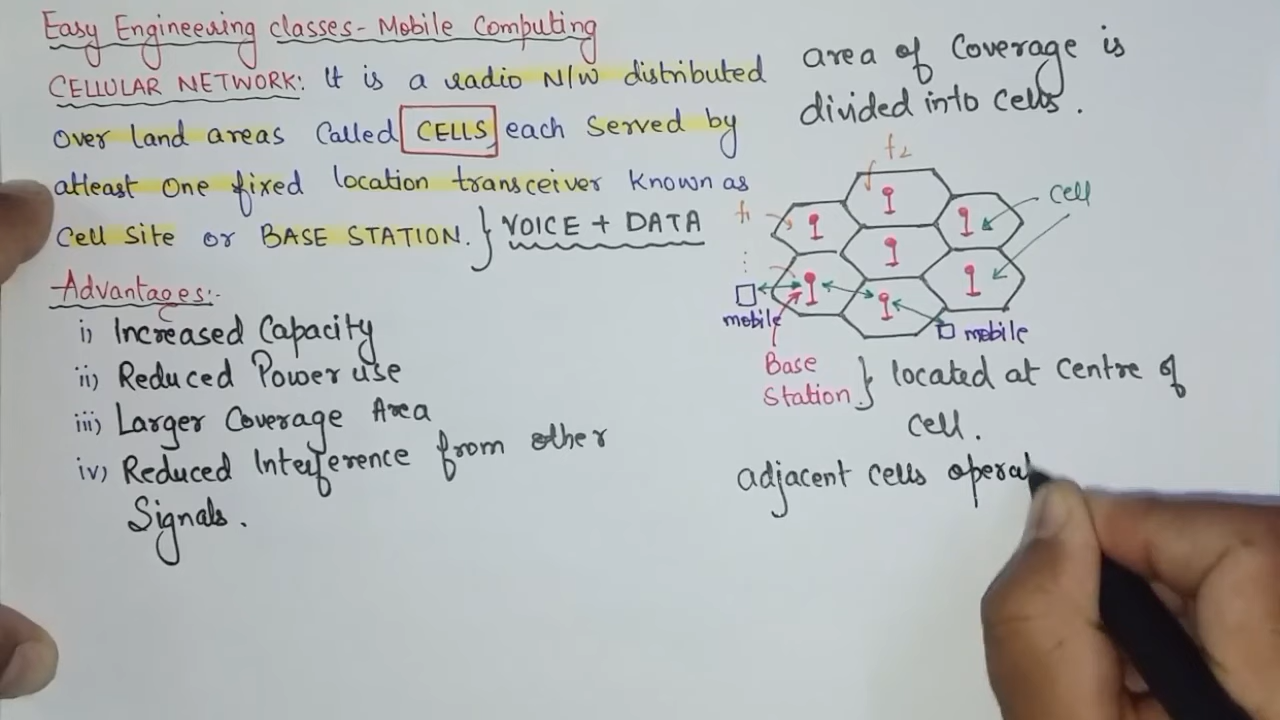 Easy Engineering classes - Mobile Computing
CELLULAR NETWORK: It is a radio N/W distributed
over land areas called CELLS, each served by
atleast one fixed location transceiver known as
Cell site or BASE STATION. } VOICE + DATA
Advantages:-
i) Increased Capacity
ii) Reduced Power use
iii) Larger Coverage Area
iv) Reduced Interference from other
Signals.
area of Coverage is
divided into cells.
f2
f1
cell
mobile
mobile
Base
Station } located at centre of
cell.
adjacent cells operat